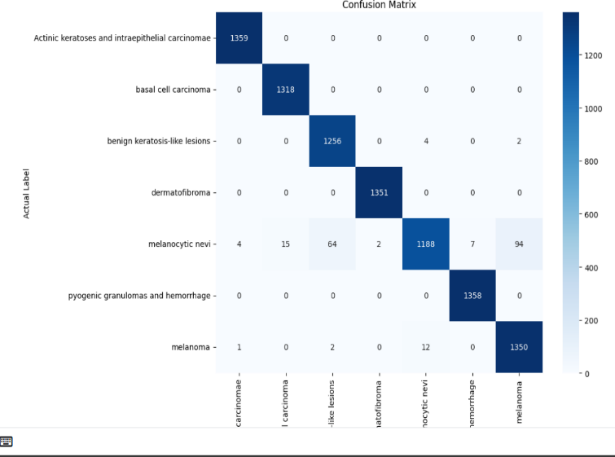 Confusion Matrix
Actinic keratoses and intraepithelial carcinomae 1359 0 0 0 0 0 0
basal cell carcinoma 0 1318 0 0 0 0 0
benign keratosis-like lesions 0 0 1256 0 4 0 2
dermatofibroma 0 0 0 1351 0 0 0
melanocytic nevi 4 15 64 2 1188 7 94
pyogenic granulomas and hemorrhage 0 0 0 0 0 1358 0
melanoma 1 0 2 0 12 0 1350
Actual Label
carcinomae
l carcinoma
-like lesions
atofibroma
nocytic nevi
hemorrhage
melanoma
1200
1000
800
600
400
200
0